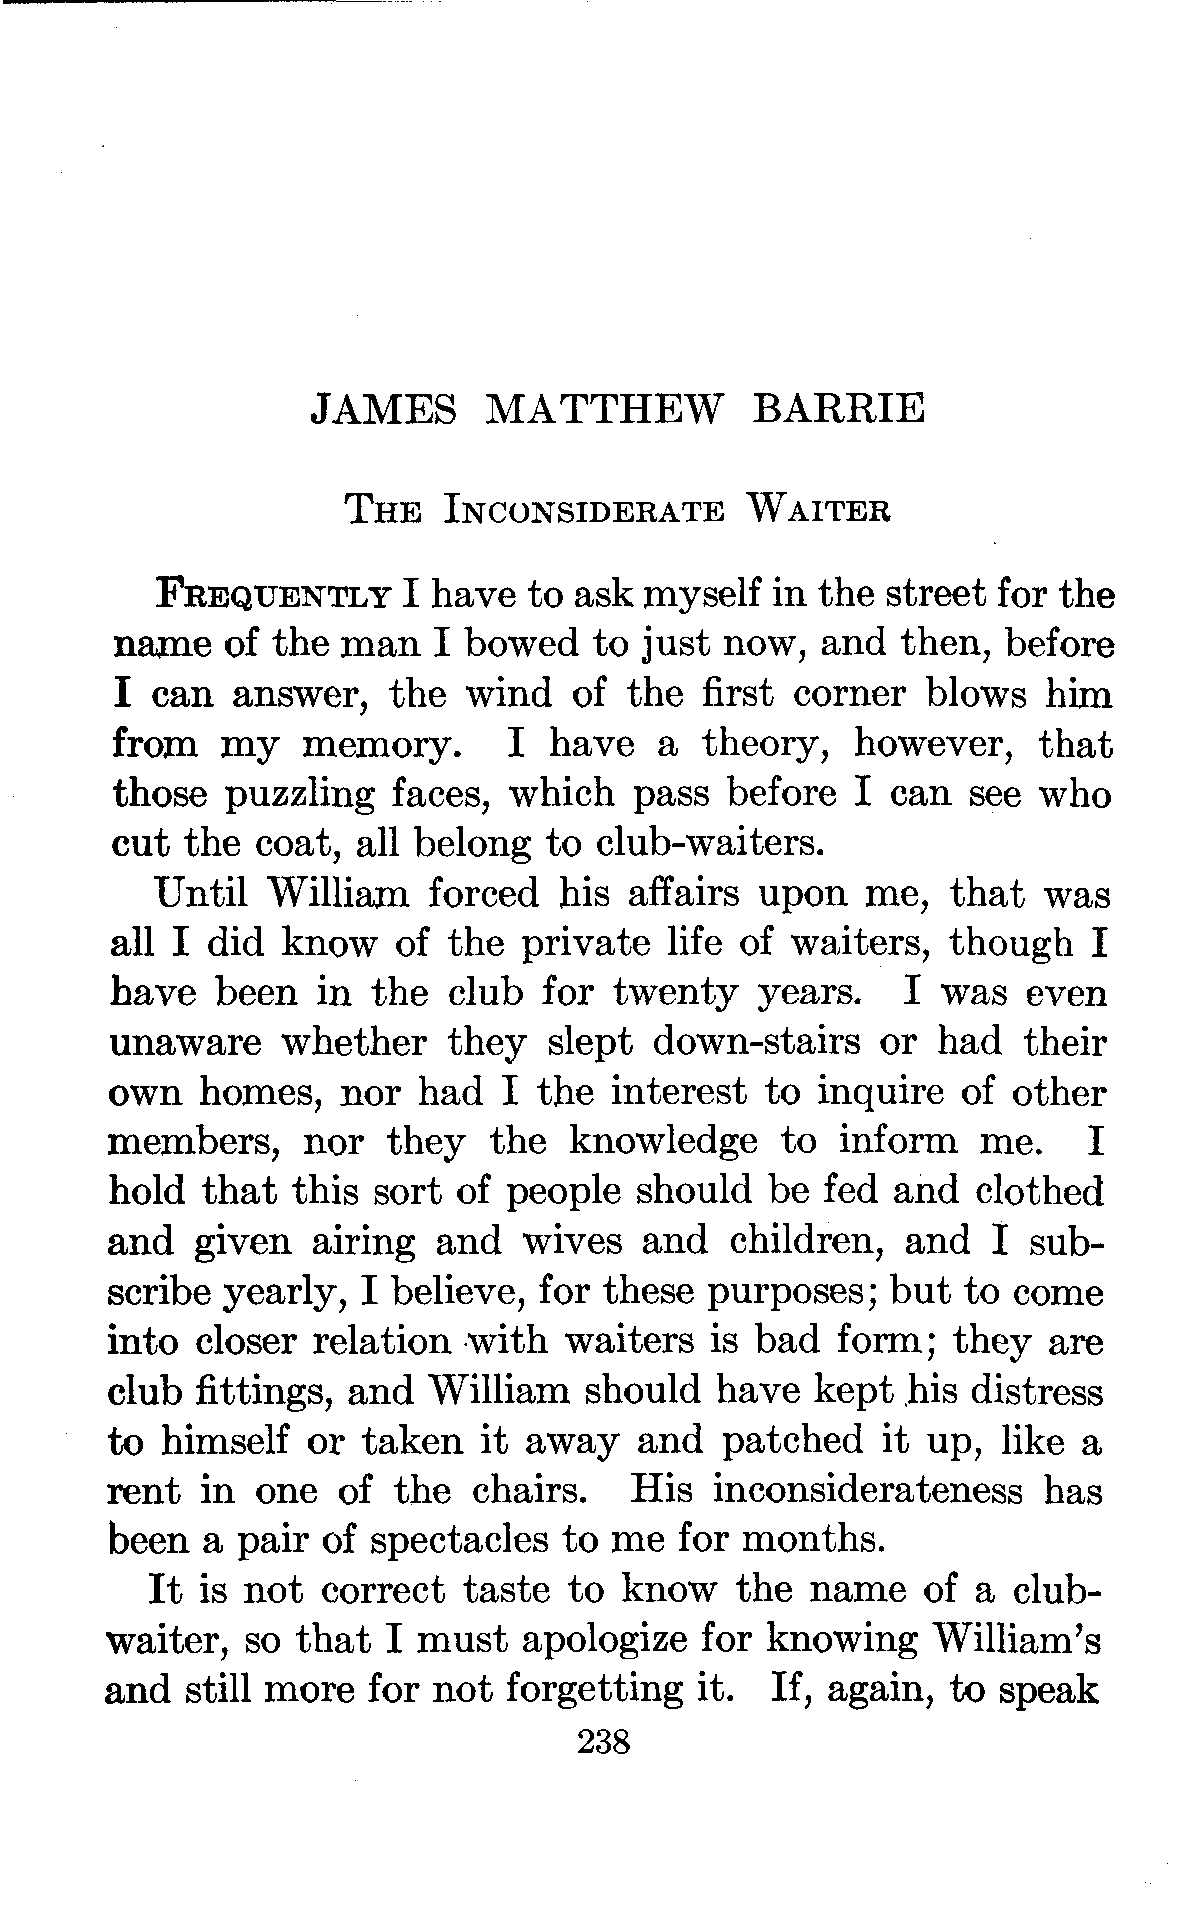 JAMES MATTHEW BARRIE
THE INCONSIDERATE WAITER
FREQUENTLY I have to ask myself in the street for the
name of the man I bowed to just now, and then, before
I can answer, the wind of the first corner blows him
from my memory. I have a theory, however, that
those puzzling faces, which pass before I can see who
cut the coat, all belong to club-waiters.
Until William forced his affairs upon me, that was
all I did know of the private life of waiters, though I
have been in the club for twenty years. I was even
unaware whether they slept down-stairs or had their
own homes, nor had I the interest to inquire of other
members, nor they the knowledge to inform me. I
hold that this sort of people should be fed and clothed
and given airing and wives and children, and I sub-
scribe yearly, I believe, for these purposes; but to come
into closer relation with waiters is bad form; they are
club fittings, and William should have kept his distress
to himself or taken it away and patched it up, like a
rent in one of the chairs. His inconsiderateness has
been a pair of spectacles to me for months.
It is not correct taste to know the name of a club-
waiter, so that I must apologize for knowing William's
and still more for not forgetting it. If, again, to speak
238